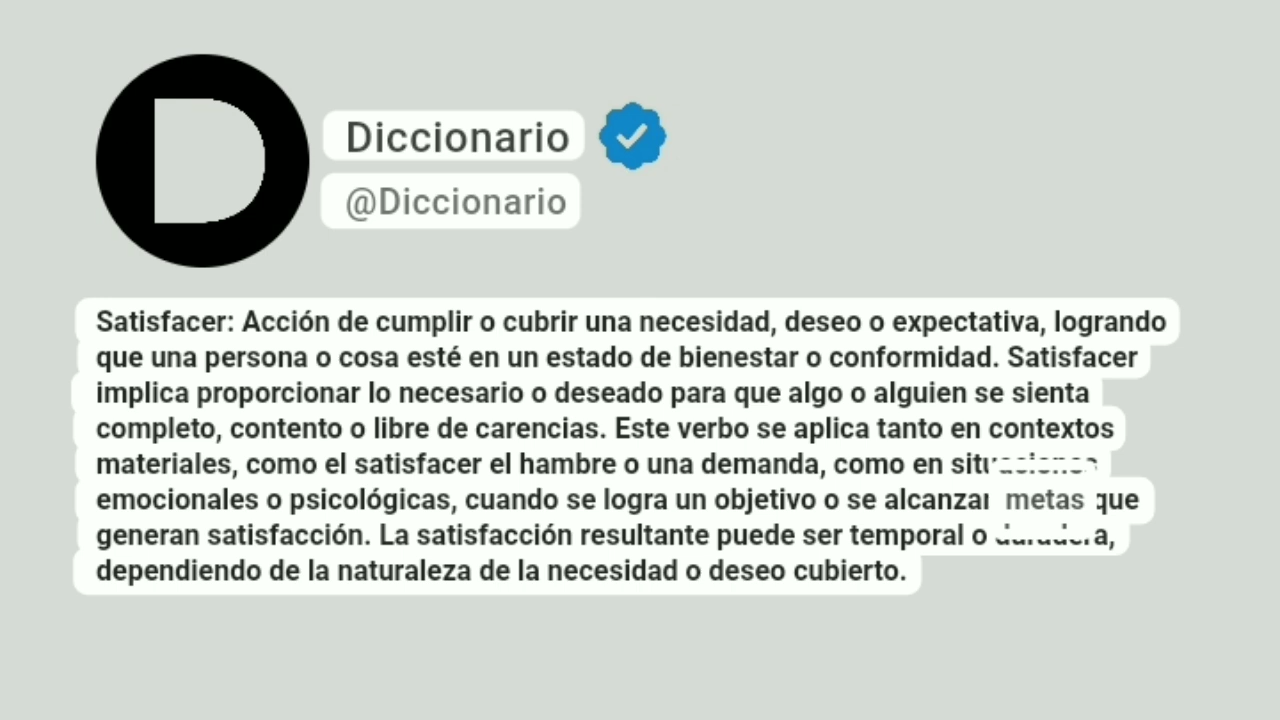 D
Diccionario
@Diccionario
Satisfacer: Acción de cumplir o cubrir una necesidad, deseo o expectativa, logrando
que una persona o cosa esté en un estado de bienestar o conformidad. Satisfacer
implica proporcionar lo necesario o deseado para que algo o alguien se sienta
completo, contento o libre de carencias. Este verbo se aplica tanto en contextos
materiales, como el satisfacer el hambre o una demanda, como en situaciones
emocionales o psicológicas, cuando se logra un objetivo o se alcanzan metas que
generan satisfacción. La satisfacción resultante puede ser temporal o duradera,
dependiendo de la naturaleza de la necesidad o deseo cubierto.